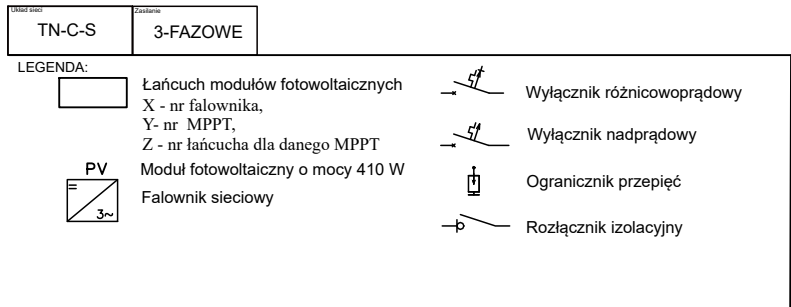 Układ sieci
TN-C-S
Zasilanie
3-FAZOWE
LEGENDA:
Łańcuch modułów fotowoltaicznych
X - nr falownika,
Y- nr MPPT,
Z - nr łańcucha dla danego MPPT
Moduł fotowoltaiczny o mocy 410 W
PV
=
3~
Falownik sieciowy
Wyłącznik różnicowoprądowy
Wyłącznik nadprądowy
Ogranicznik przepięć
Rozłącznik izolacyjny